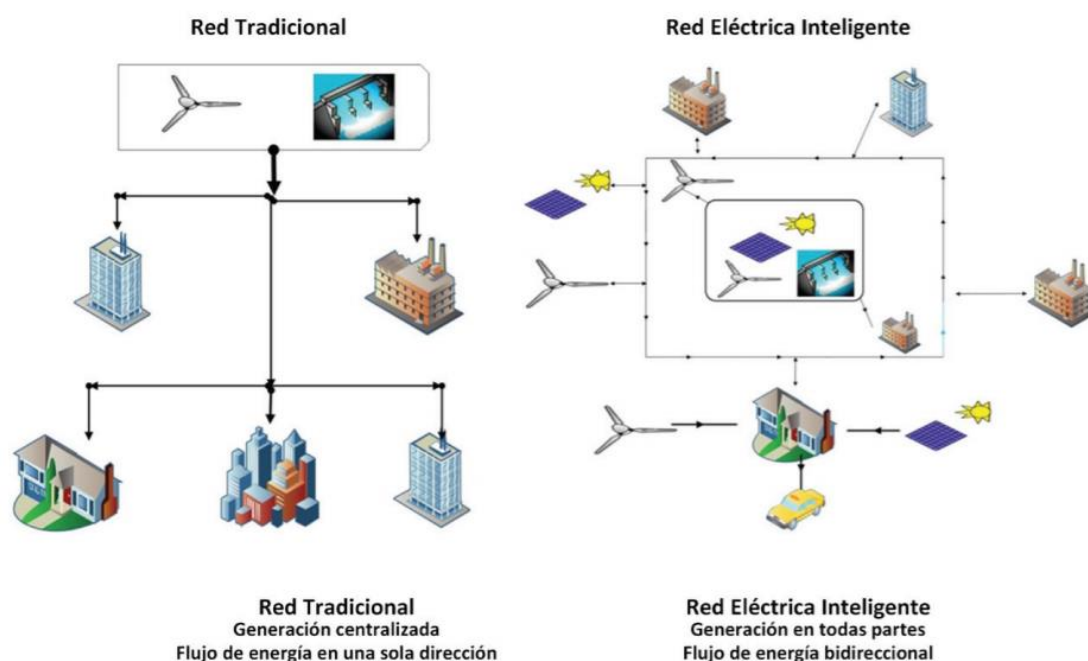 Red Tradicional
Red Eléctrica Inteligente
Red Tradicional
Generación centralizada
Flujo de energía en una sola dirección
Red Eléctrica Inteligente
Generación en todas partes
Flujo de energía bidireccional